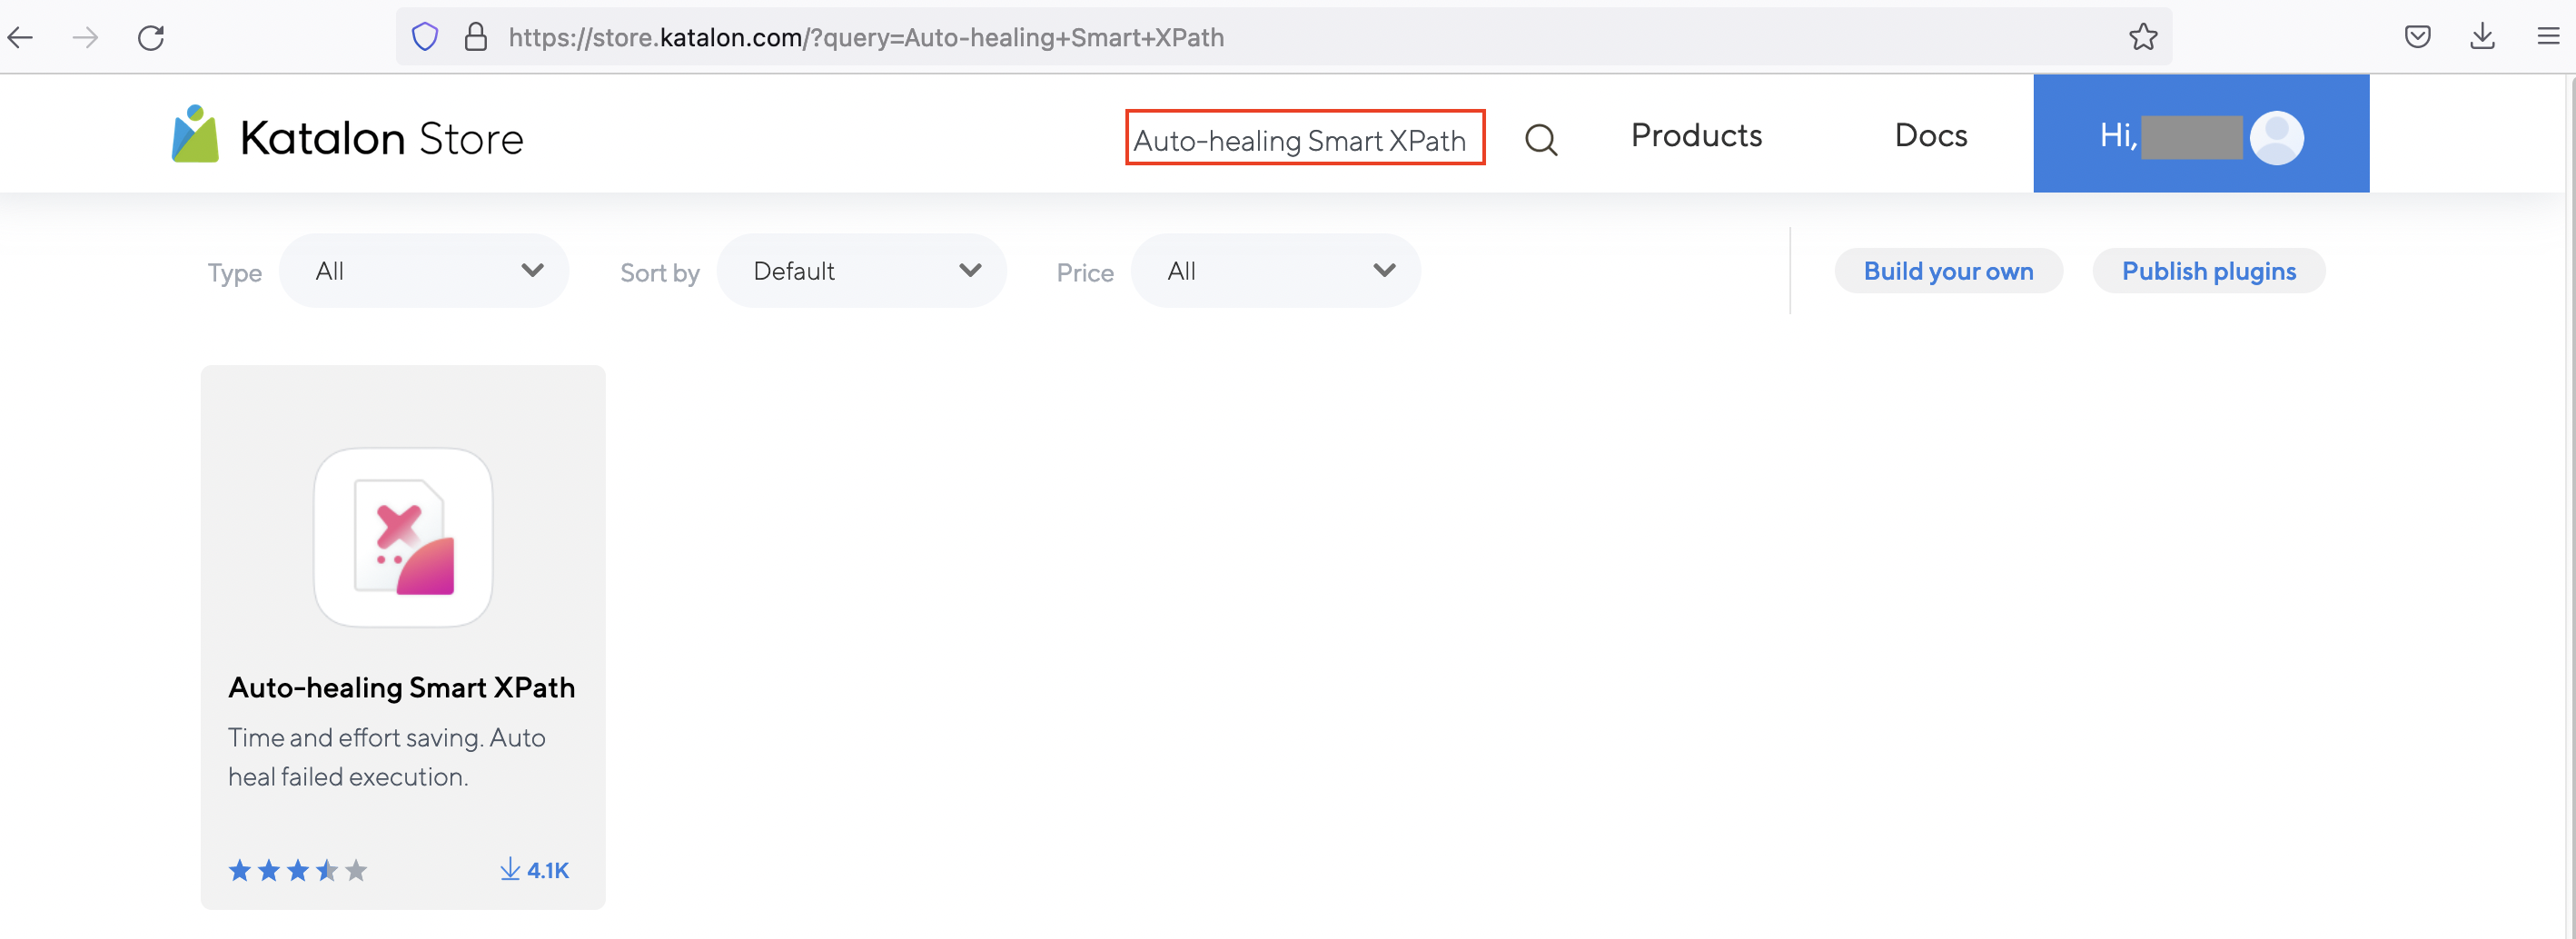 https://store.katalon.com/?query=Auto-healing+Smart+XPath
Katalon Store
Auto-healing Smart XPath
Products
Docs
Hi,
Type
All
Sort by
Default
Price
All
Build your own
Publish plugins
Auto-healing Smart XPath
Time and effort saving. Auto
heal failed execution.
4.1K